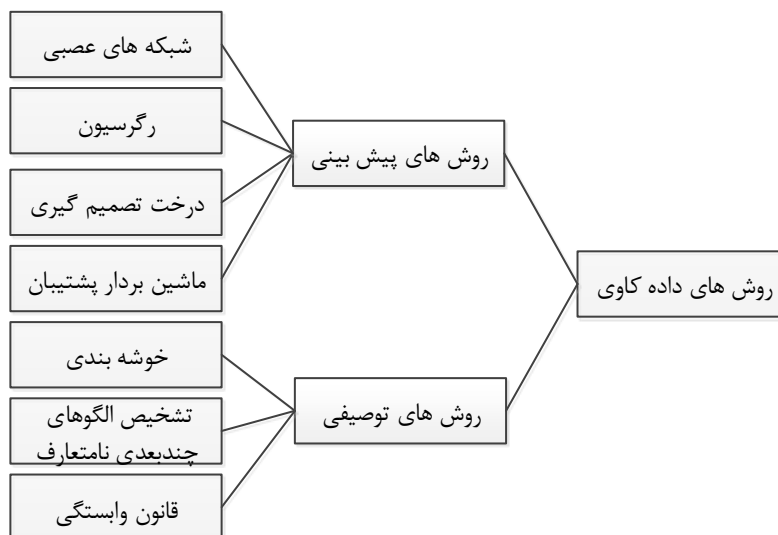 روش های داده کاوی
روش های پیش بینی
شبکه های عصبی
رگرسیون
درخت تصمیم گیری
ماشین بردار پشتیبان
روش های توصیفی
خوشه بندی
تشخیص الگوهای
چندبعدی نامتعارف
قانون وابستگی